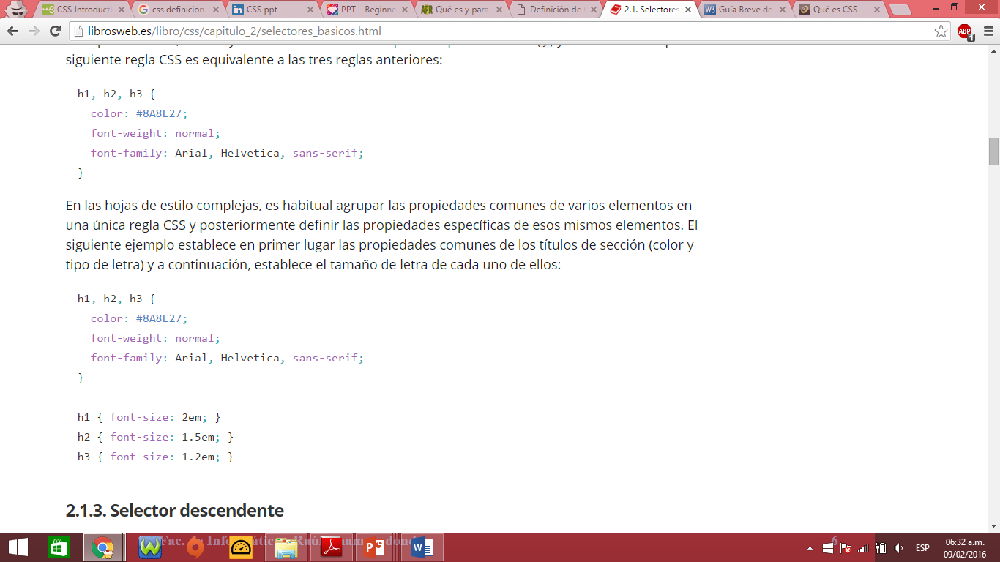 CSS Introducti
css definicion
CSS ppt
PPT – Beginne
Qué es y para
Definición de
2.1. Selectores
Guía Breve de
Qué es CSS
librosweb.es/libro/css/capitulo_2/selectores_basicos.html
ABP
1
siguiente regla CSS es equivalente a las tres reglas anteriores:
h1, h2, h3 {
color: #8A8E27;
font-weight: normal;
font-family: Arial, Helvetica, sans-serif;
}
En las hojas de estilo complejas, es habitual agrupar las propiedades comunes de varios elementos en
una única regla CSS y posteriormente definir las propiedades específicas de esos mismos elementos. El
siguiente ejemplo establece en primer lugar las propiedades comunes de los títulos de sección (color y
tipo de letra) y a continuación, establece el tamaño de letra de cada uno de ellos:
h1, h2, h3 {
color: #8A8E27;
font-weight: normal;
font-family: Arial, Helvetica, sans-serif;
}
h1 { font-size: 2em; }
h2 { font-size: 1.5em; }
h3 { font-size: 1.2em; }
2.1.3. Selector descendente
Fac. de
6
ESP
06:32 a.m.
09/02/2016